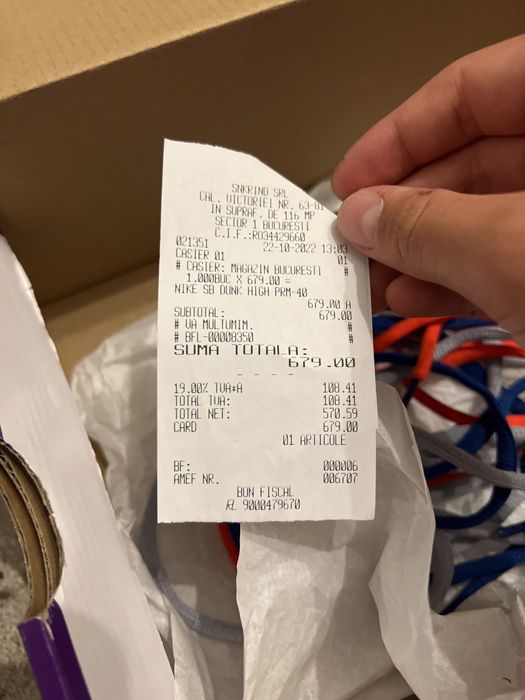 SNKRIND SRL
CAL. VICTORIEI NR. 63-81
IN SUPRAF. DE 116 MP
SECTOR 1 BUCURESTI
C.I.F.:RO34429660
021351 22-10-2022 13:03
CASIER 01 01
# CASIER: MAGAZIN BUCURESTI #
1.000BUC X 679.00 =
NIKE SB DUNK HIGH PRM-40
679.00 A
SUBTOTAL: 679.00
# VA MULTUMIM. #
# BFL-00008350 #
SUMA TOTALA:
679.00
- - - -
19.00% TVA*A 108.41
TOTAL TVA: 108.41
TOTAL NET: 570.59
CARD 679.00
01 ARTICOLE
BF: 000006
AMEF NR. 006707
BON FISCAL
RL 9000479670